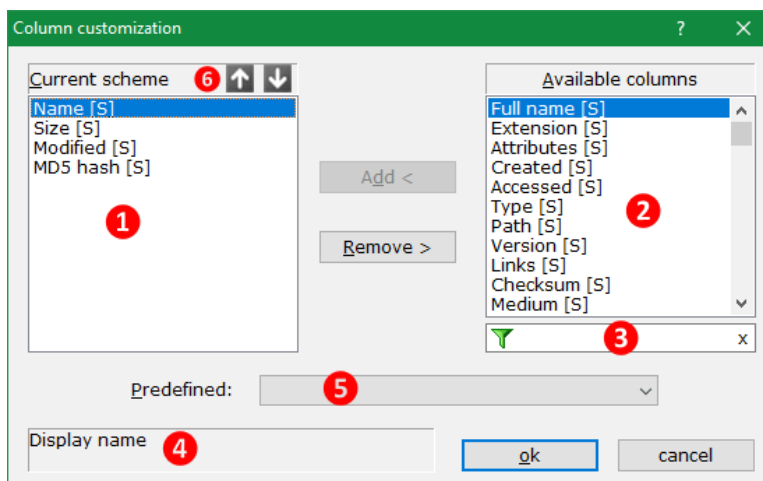 Column customization ? ×
Current scheme 6
Available columns
Name [S]
Size [S]
Modified [S]
MD5 hash [S]
1
Add <
Remove >
Full name [S]
Extension [S]
Attributes [S]
Created [S]
Accessed [S]
Type [S]
Path [S]
Version [S]
Links [S]
Checksum [S]
Medium [S]
2
3 x
Predefined: 5
Display name 4
ok
cancel